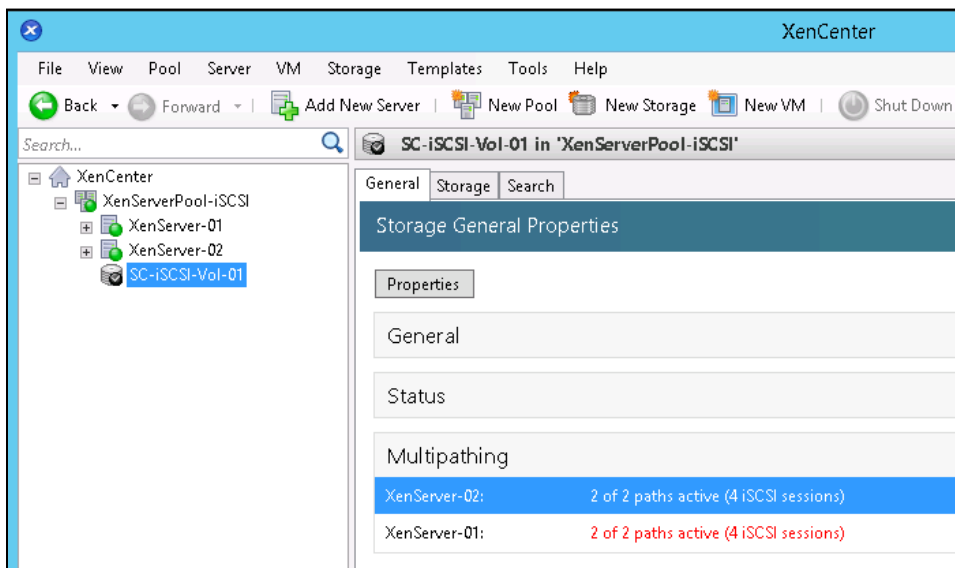 XenCenter
File View Pool Server VM Storage Templates Tools Help
Back Forward Add New Server New Pool New Storage New VM Shut Down
Search...
SC-iSCSI-Vol-01 in 'XenServerPool-iSCSI'
XenCenter
XenServerPool-iSCSI
XenServer-01
XenServer-02
SC-iSCSI-Vol-01
General Storage Search
Storage General Properties
Properties
General
Status
Multipathing
XenServer-02: 2 of 2 paths active (4 iSCSI sessions)
XenServer-01: 2 of 2 paths active (4 iSCSI sessions)